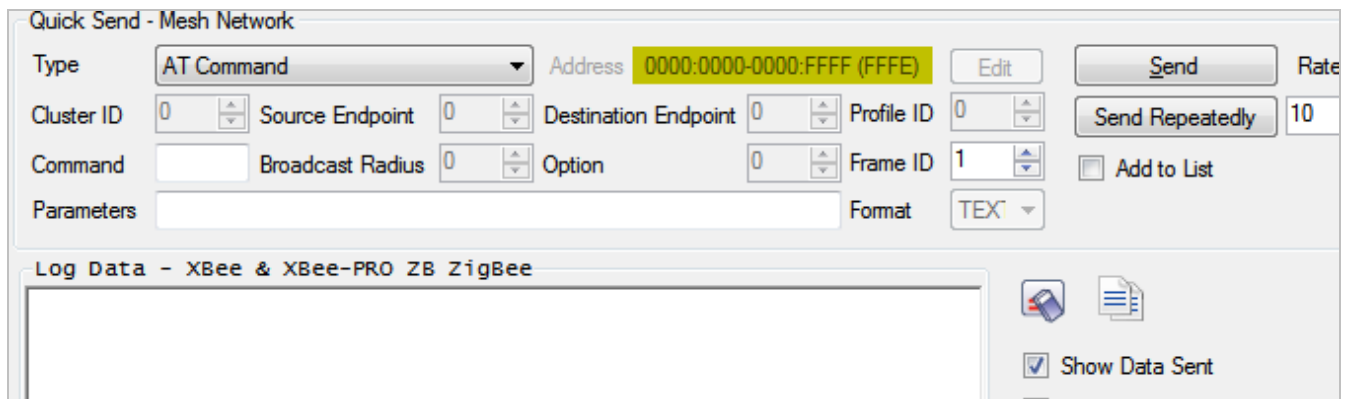 Quick Send - Mesh Network
Type AT Command Address 0000:0000-0000:FFFF (FFFE) Edit Send Rate
Cluster ID 0 Source Endpoint 0 Destination Endpoint 0 Profile ID 0 Send Repeatedly 10
Command Broadcast Radius 0 Option 0 Frame ID 1 Add to List
Parameters Format TEXT
Log Data - XBee & XBee-PRO ZB ZigBee
Show Data Sent